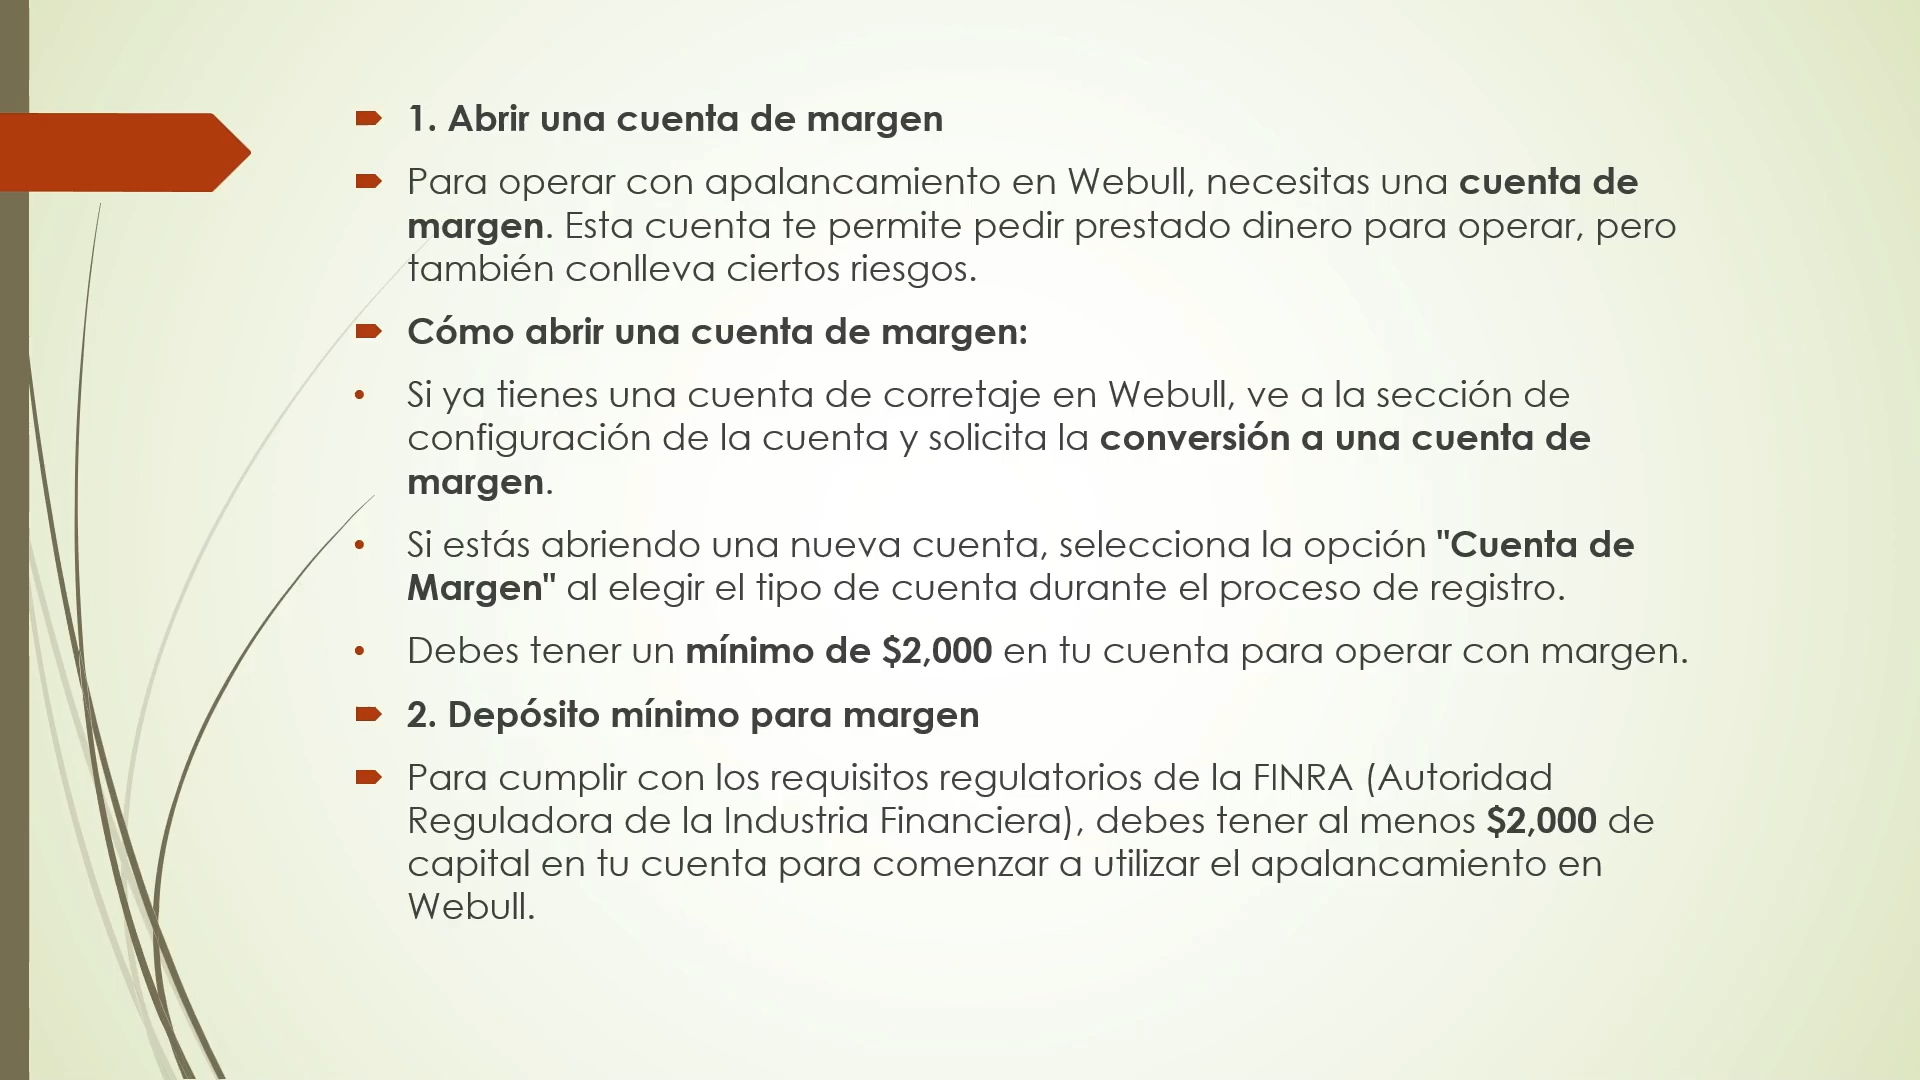 1. Abrir una cuenta de margen
Para operar con apalancamiento en Webull, necesitas una cuenta de
margen. Esta cuenta te permite pedir prestado dinero para operar, pero
también conlleva ciertos riesgos.
Cómo abrir una cuenta de margen:
Si ya tienes una cuenta de corretaje en Webull, ve a la sección de
configuración de la cuenta y solicita la conversión a una cuenta de
margen.
Si estás abriendo una nueva cuenta, selecciona la opción "Cuenta de
Margen" al elegir el tipo de cuenta durante el proceso de registro.
Debes tener un mínimo de $2,000 en tu cuenta para operar con margen.
2. Depósito mínimo para margen
Para cumplir con los requisitos regulatorios de la FINRA (Autoridad
Reguladora de la Industria Financiera), debes tener al menos $2,000 de
capital en tu cuenta para comenzar a utilizar el apalancamiento en
Webull.